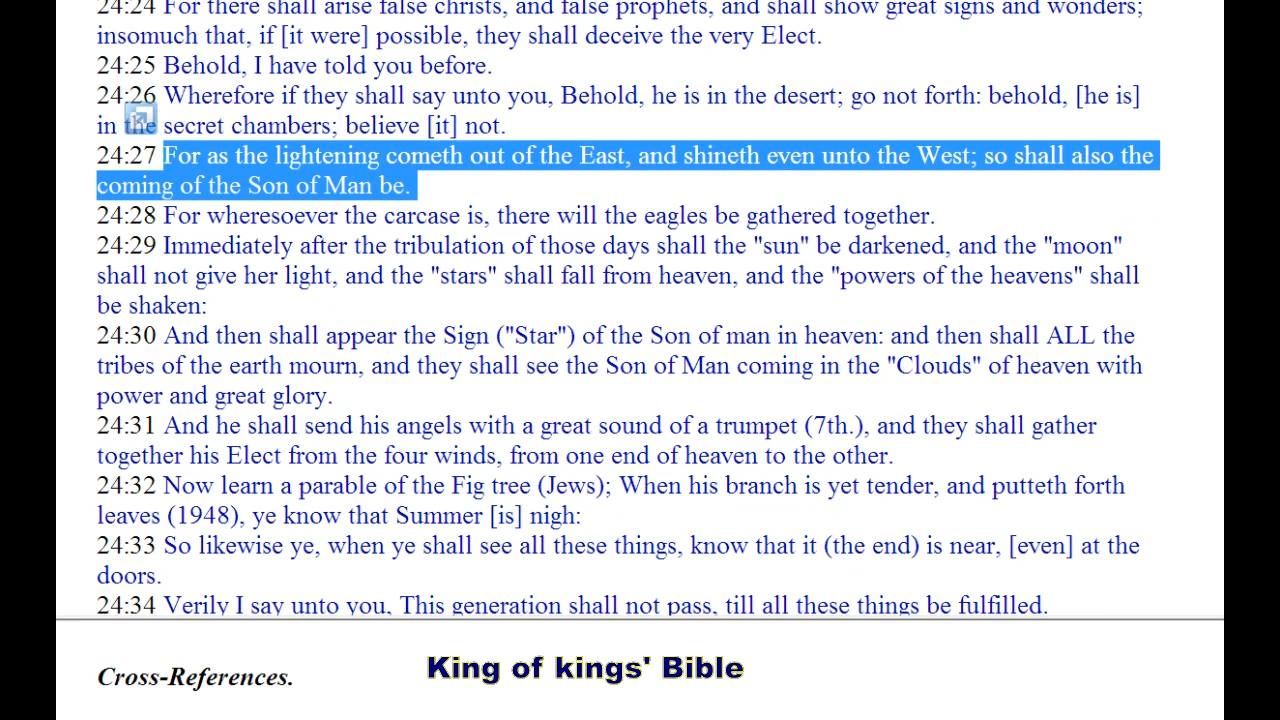 24:24 For there shall arise false christs, and false prophets, and shall show great signs and wonders;
insomuch that, if [it were] possible, they shall deceive the very Elect.
24:25 Behold, I have told you before.
24:26 Wherefore if they shall say unto you, Behold, he is in the desert; go not forth: behold, [he is]
in the secret chambers; believe [it] not.
24:27 For as the lightening cometh out of the East, and shineth even unto the West; so shall also the
coming of the Son of Man be.
24:28 For wheresoever the carcase is, there will the eagles be gathered together.
24:29 Immediately after the tribulation of those days shall the "sun" be darkened, and the "moon"
shall not give her light, and the "stars" shall fall from heaven, and the "powers of the heavens" shall
be shaken:
24:30 And then shall appear the Sign ("Star") of the Son of man in heaven: and then shall ALL the
tribes of the earth mourn, and they shall see the Son of Man coming in the "Clouds" of heaven with
power and great glory.
24:31 And he shall send his angels with a great sound of a trumpet (7th.), and they shall gather
together his Elect from the four winds, from one end of heaven to the other.
24:32 Now learn a parable of the Fig tree (Jews); When his branch is yet tender, and putteth forth
leaves (1948), ye know that Summer [is] nigh:
24:33 So likewise ye, when ye shall see all these things, know that it (the end) is near, [even] at the
doors.
24:34 Verily I say unto you, This generation shall not pass, till all these things be fulfilled.
Cross-References.
King of kings' Bible